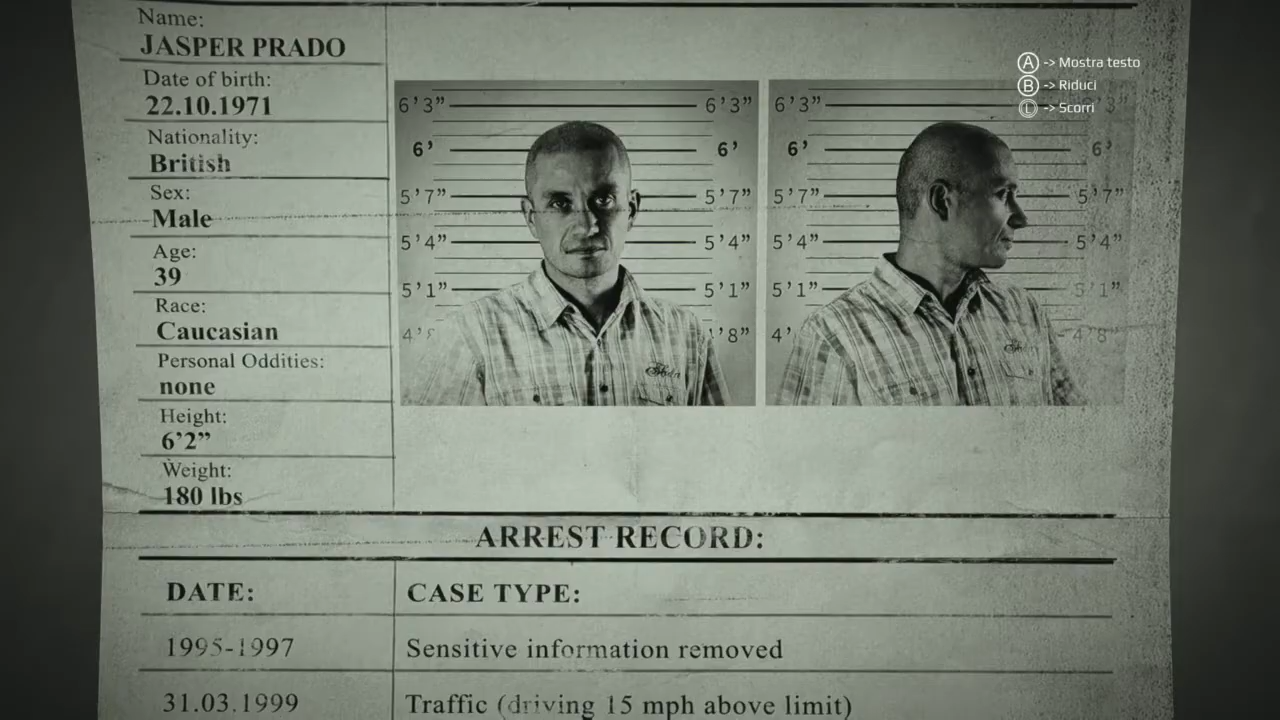 Name:
JASPER PRADO
Date of birth:
22.10.1971
Nationality:
British
Sex:
Male
Age:
39
Race:
Caucasian
Personal Oddities:
none
Height:
6’2”
Weight:
180 lbs
6’3” 6’3”
6’ 6’
5’7” 5’7”
5’4” 5’4”
5’1” 5’1”
6’3” 3”
6’ 6’
5’7” 5’7”
5’4” 5’4”
5’1” 5’1”
4’8”
A -> Mostra testo
B -> Riduci
L -> Scorri
ARREST RECORD:
DATE: CASE TYPE:
1995-1997 Sensitive information removed
31.03.1999 Traffic (driving 15 mph above limit)